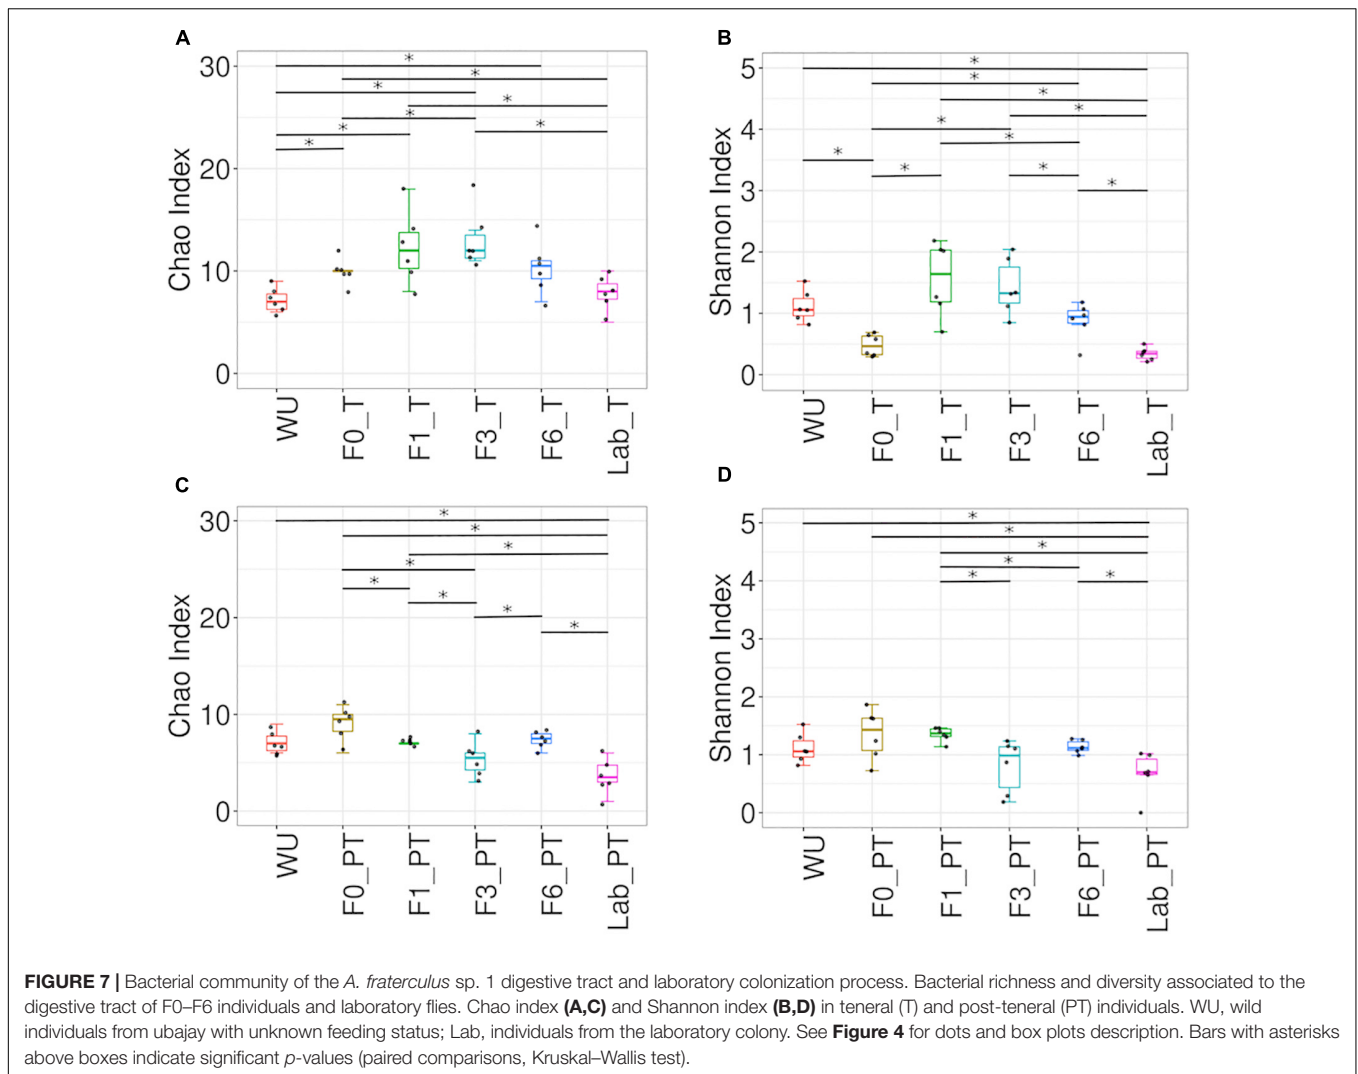 A
B
30
20
10
0
Chao Index
*
*
*
*
*
*
*
*
WU
F0_T
F1_T
F3_T
F6_T
Lab_T
5
4
3
2
1
0
Shannon Index
*
*
*
*
*
*
*
*
*
*
WU
F0_T
F1_T
F3_T
F6_T
Lab_T
C
D
30
20
10
0
Chao Index
*
*
*
*
*
*
*
*
WU
F0_PT
F1_PT
F3_PT
F6_PT
Lab_PT
5
4
3
2
1
0
Shannon Index
*
*
*
*
*
*
WU
F0_PT
F1_PT
F3_PT
F6_PT
Lab_PT
FIGURE 7 | Bacterial community of the A. fraterculus sp. 1 digestive tract and laboratory colonization process. Bacterial richness and diversity associated to the
digestive tract of F0–F6 individuals and laboratory flies. Chao index (A,C) and Shannon index (B,D) in teneral (T) and post-teneral (PT) individuals. WU, wild
individuals from ubajay with unknown feeding status; Lab, individuals from the laboratory colony. See Figure 4 for dots and box plots description. Bars with asterisks
above boxes indicate significant p-values (paired comparisons, Kruskal–Wallis test).